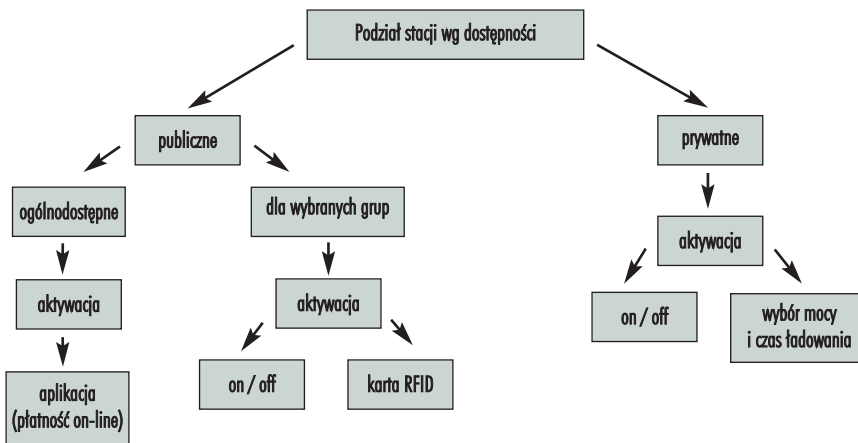 Podział stacji wg dostępności
publiczne
prywatne
ogólnodostępne
dla wybranych grup
aktywacja
aktywacja
aktywacja
on / off
wybór mocy
i czas ładowania
on / off
karta RFID
aplikacja
(płatność on-line)